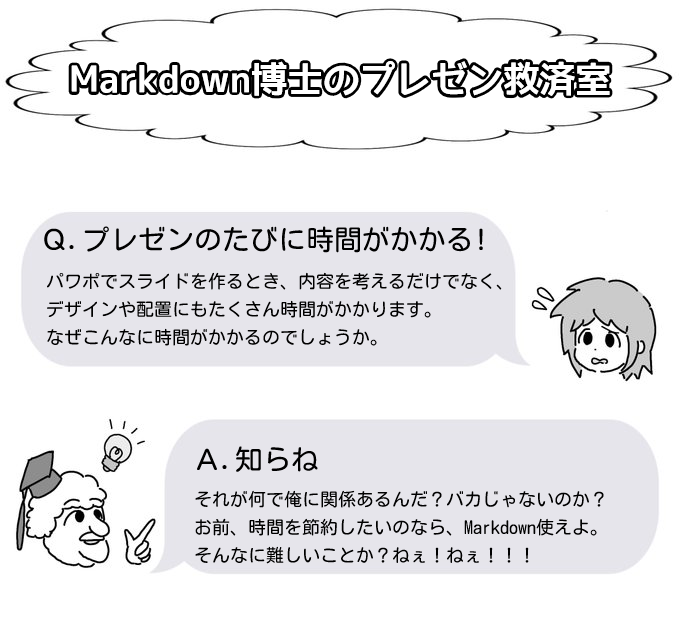 Markdown博士のプレゼン救済室
Q.プレゼンのたびに時間がかかる!
パワポでスライドを作るとき、内容を考えるだけでなく、
デザインや配置にもたくさん時間がかかります。
なぜこんなに時間がかかるのでしょうか。
A.知らね
それが何で俺に関係あるんだ？バカじゃないのか？
お前、時間を節約したいのなら、Markdown使えよ。
そんなに難しいことか？ねぇ！ねぇ！！！